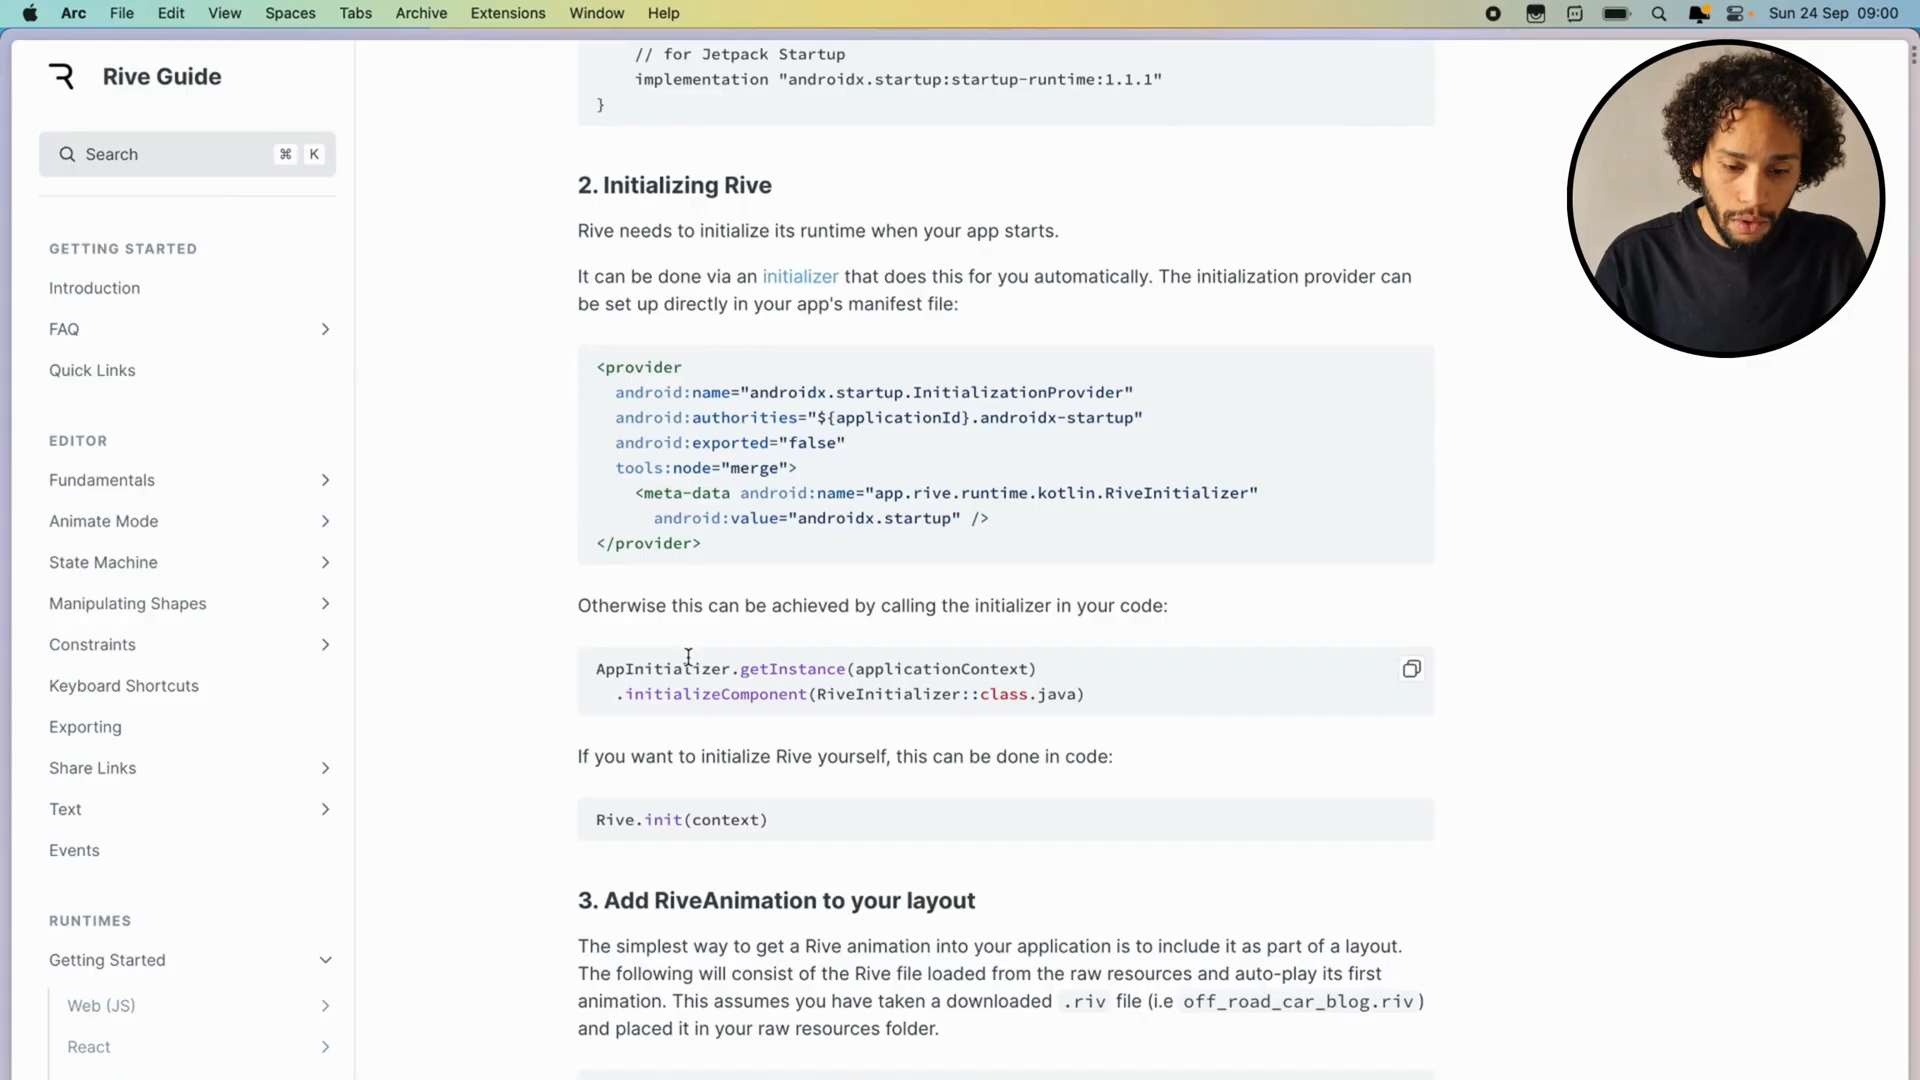 Arc File Edit View Spaces Tabs Archive Extensions Window Help Sun 24 Sep 09:00
Rive Guide
Search ⌘ K
GETTING STARTED
Introduction
FAQ
Quick Links
EDITOR
Fundamentals
Animate Mode
State Machine
Manipulating Shapes
Constraints
Keyboard Shortcuts
Exporting
Share Links
Text
Events
RUNTIMES
Getting Started
Web (JS)
React
// for Jetpack Startup
implementation "androidx.startup:startup-runtime:1.1.1"
}
2. Initializing Rive
Rive needs to initialize its runtime when your app starts.
It can be done via an initializer that does this for you automatically. The initialization provider can
be set up directly in your app's manifest file:
<provider
android:name="androidx.startup.InitializationProvider"
android:authorities="${applicationId}.androidx-startup"
android:exported="false"
tools:node="merge">
<meta-data android:name="app.rive.runtime.kotlin.RiveInitializer"
android:value="androidx.startup" />
</provider>
Otherwise this can be achieved by calling the initializer in your code:
AppInitializer.getInstance(applicationContext)
.initializeComponent(RiveInitializer::class.java)
If you want to initialize Rive yourself, this can be done in code:
Rive.init(context)
3. Add RiveAnimation to your layout
The simplest way to get a Rive animation into your application is to include it as part of a layout.
The following will consist of the Rive file loaded from the raw resources and auto-play its first
animation. This assumes you have taken a downloaded .riv file (i.e off_road_car_blog.riv)
and placed it in your raw resources folder.